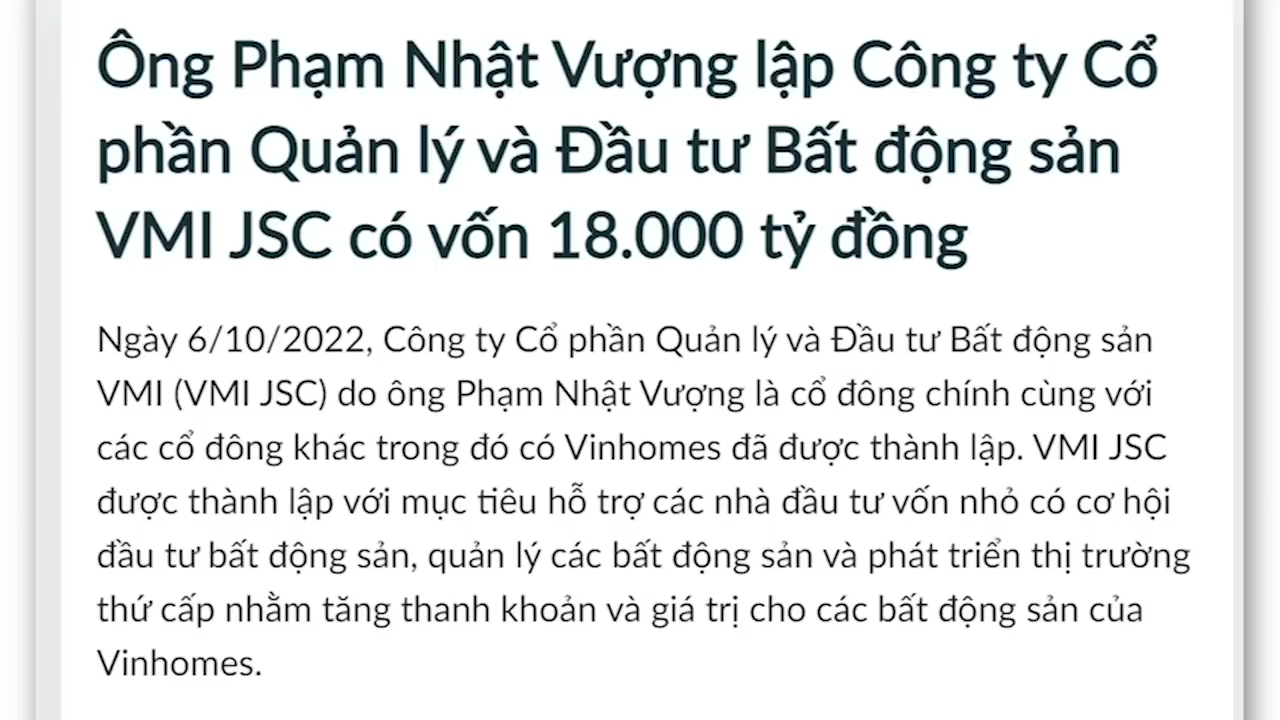 Ông Phạm Nhật Vượng lập Công ty Cổ
phần Quản lý và Đầu tư Bất động sản
VMI JSC có vốn 18.000 tỷ đồng
Ngày 6/10/2022, Công ty Cổ phần Quản lý và Đầu tư Bất động sản
VMI (VMI JSC) do ông Phạm Nhật Vượng là cổ đông chính cùng với
các cổ đông khác trong đó có Vinhomes đã được thành lập. VMI JSC
được thành lập với mục tiêu hỗ trợ các nhà đầu tư vốn nhỏ có cơ hội
đầu tư bất động sản, quản lý các bất động sản và phát triển thị trường
thứ cấp nhằm tăng thanh khoản và giá trị cho các bất động sản của
Vinhomes.